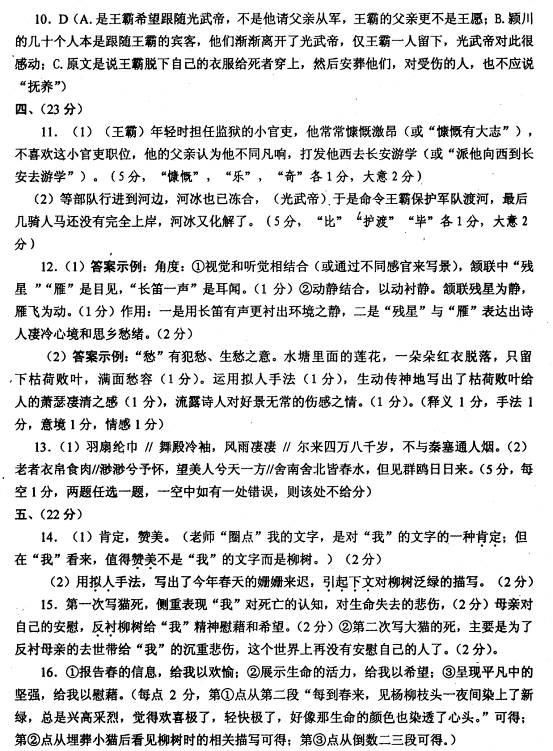 10．D（A. 是王霸希望跟随光武帝，不是他请父亲从军，王霸的父亲更不是王愿；B. 颍川
的几十个人本是跟随王霸的宾客，他们渐渐离开了光武帝，仅王霸一人留下，光武帝对此很
感动；C. 原文是说王霸脱下自己的衣服给死者穿上，然后安葬他们，对受伤的人，也不应说
“抚养”）
四、（23 分）
11．（1）（王霸）年轻时担任监狱的小官吏，他常常慷慨激昂（或“慷慨有大志”），
不喜欢这小官吏职位，他的父亲认为他不同凡响，打发他西去长安游学（或“派他向西到长
安去游学”）。（5分，“慷慨”，“乐”，“奇”各1分，大意2分）
（2）等部队行进到河边，河冰也已冻合，（光武帝）于是命令王霸保护军队渡河，最后
几骑人马还没有完全上岸，河冰又化解了。（5分，“比”“护渡”“毕”各1分，大意2
分）
12．（1）答案示例：角度：①视觉和听觉相结合（或通过不同感官来写景），颔联中“残
星”“雁”是目见，“长笛一声”是耳闻。（1 分）②动静结合，以动衬静。颔联残星为静，
雁飞为动。（1 分）作用：一是用长笛有声更衬出环境之静，二是“残星”与“雁”表达出诗
人凄冷心境和思乡愁绪。（2 分）
（2）答案示例：“愁”有犯愁、生愁之意。水塘里面的莲花，一朵朵红衣脱落，只留
下枯荷败叶，满面愁容（1 分）。运用拟人手法（1 分），生动传神地写出了枯荷败叶给
人的萧瑟凄清之感（1 分），流露诗人对好景无常的伤感之情。（1 分）。（释义 1 分，手法 1
分，意境 1 分，情感 1 分）
13．（1）羽扇纶巾 // 舞殿冷袖，风雨凄凄 // 尔来四万八千岁，不与秦塞通人烟。（2）
老者衣帛食肉//渺渺兮予怀，望美人兮天一方//舍南舍北皆春水，但见群鸥日日来。（5 分，每
空 1 分，两题任选一题，一空中如有一处错误，则该处不给分）
五、（22 分）
14．（1）肯定，赞美。（老师“圈点”我的文字，是对“我”的文字的一种肯定；但
在“我”看来，值得赞美不是“我”的文字而是柳树。）（2 分）
（2）用拟人手法，写出了今年春天的姗姗来迟，引起下文对柳树泛绿的描写。（2 分）
15．第一次写猫死，侧重表现“我”对死亡的认知，对生命失去的悲伤，（2 分）母亲对
自己的安慰，反衬柳树给“我”精神慰藉和希望。（2 分）②第二次写大猫的死，主要是为了
反衬母亲的去世带给“我”的沉重悲伤，这个世界上再没有安慰自己的人了。（2 分）。
16．①报告春的信息，给我以欢愉；②展示生命的活力，给我以希望；③呈现平凡中的
坚强，给我以慰藉。（每点 2 分，第①点从第二段“每到春来，见杨柳枝头一夜间染上了新
绿，总是兴高采烈，觉得欢喜极了，轻快极了，好像那生命的颜色也染透了心头。”可得；
第②点从埋葬小猫后看见柳树时的相关描写可得；第③点从倒数二三段可得。）